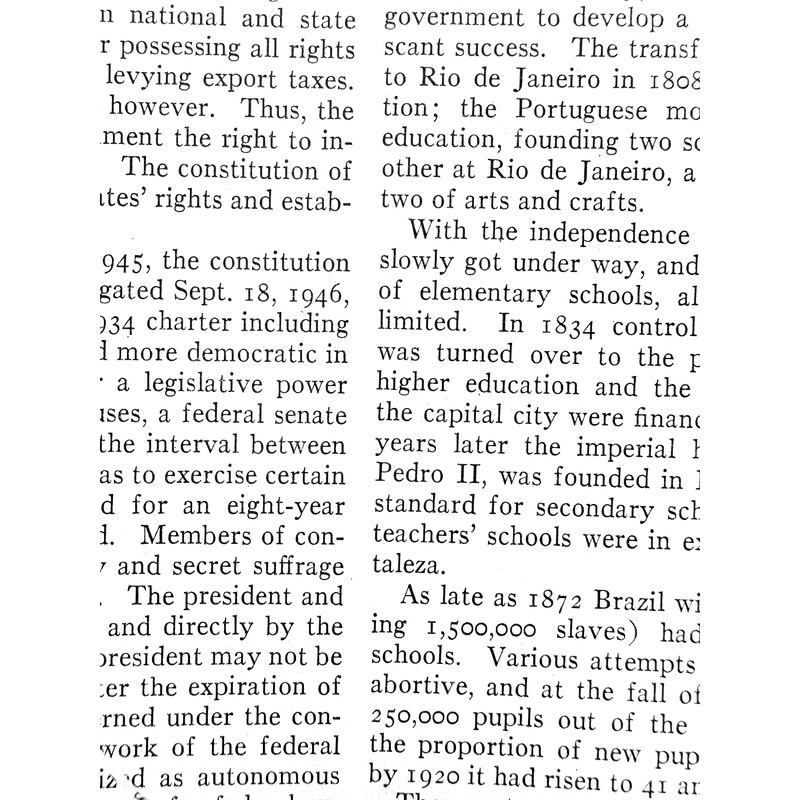 national and state
possessing all rights
levying export taxes.
however. Thus, the
the right to in-
The constitution of
rights and estab-
945, the constitution
Sept. 18, 1946,
charter including
more democratic in
a legislative power
a federal senate
the interval between
as to exercise certain
for an eight-year
Members of con-
and secret suffrage
The president and
and directly by the
president may not be
the expiration of
under the con-
work of the federal
as autonomous
government to develop a
scant success. The transf
to Rio de Janeiro in 1808
tion; the Portuguese mo
education, founding two sc
other at Rio de Janeiro, a
two of arts and crafts.
With the independence
slowly got under way, and
of elementary schools, al
limited. In 1834 control
was turned over to the p
higher education and the
the capital city were financ
years later the imperial
Pedro II, was founded in
standard for secondary sch
teachers' schools were in
taleza.
As late as 1872 Brazil wi
ing 1,500,000 slaves) had
schools. Various attempts
abortive, and at the fall of
250,000 pupils out of the
the proportion of new pup
by 1920 it had risen to 41